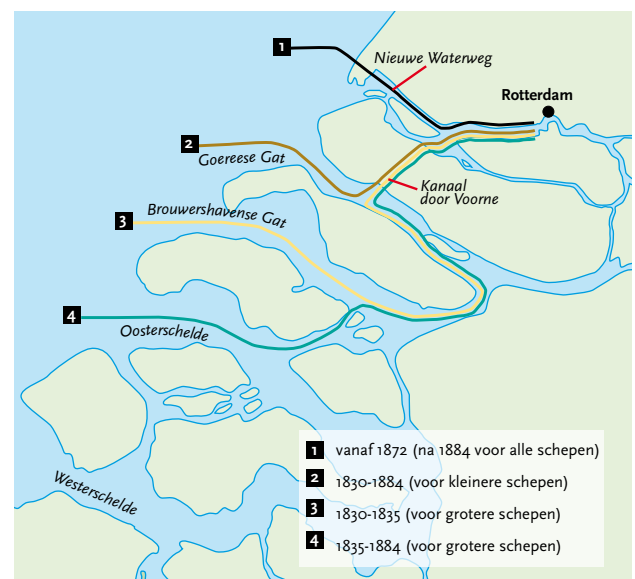 1
Nieuwe Waterweg
Rotterdam
2
Goereese Gat
Kanaal
door Voorne
Brouwershavense Gat
3
4
Oosterschelde
Westerschelde
1 vanaf 1872 (na 1884 voor alle schepen)
2 1830-1884 (voor kleinere schepen)
3 1830-1835 (voor grotere schepen)
4 1835-1884 (voor grotere schepen)